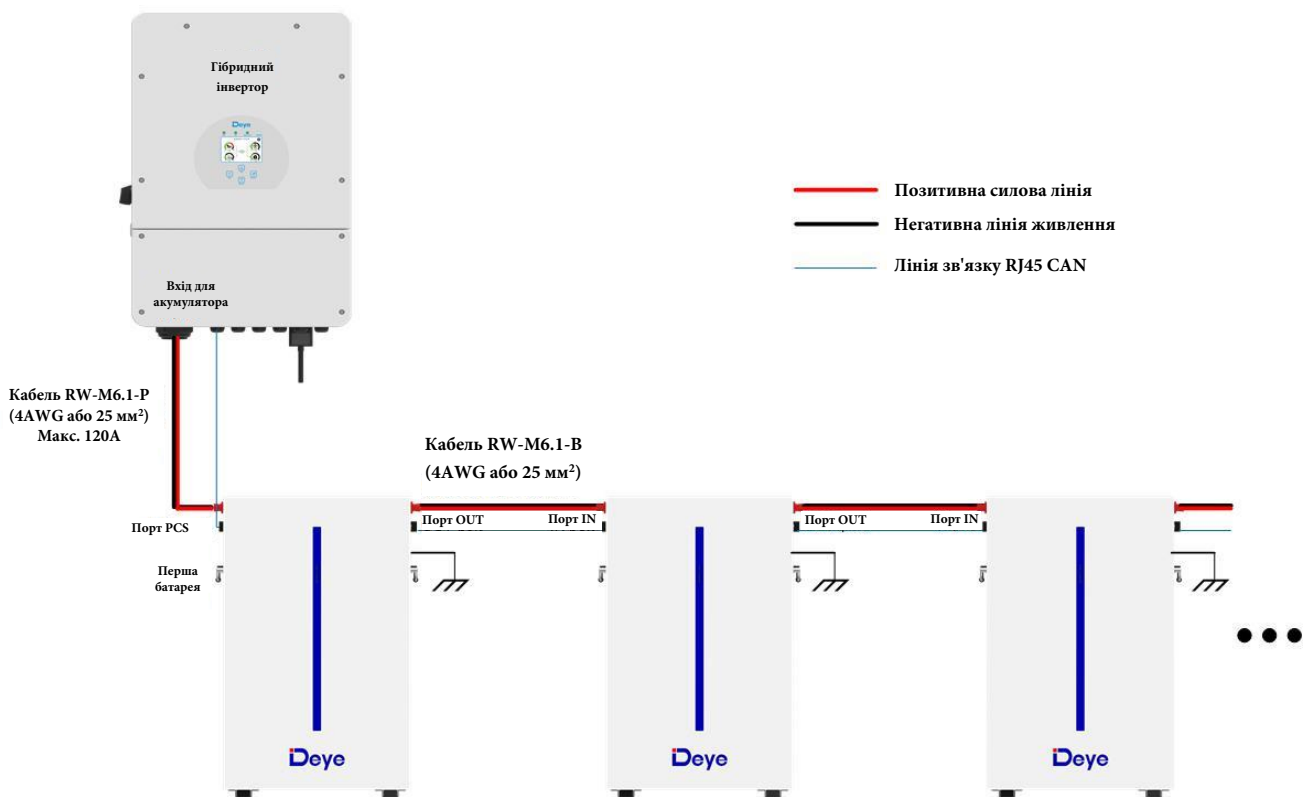 Гібридний
інвертор
Deye
Позитивна силова лінія
Негативна лінія живлення
Лінія зв'язку RJ45 CAN
Вхід для
акумулятора
Кабель RW-M6.1-P
(4AWG або 25 мм²)
Макс. 120А
Кабель RW-M6.1-B
(4AWG або 25 мм²)
Порт PCS
Порт OUT
Порт IN
Порт OUT
Порт IN
Перша
батарея
Deye
Deye
Deye